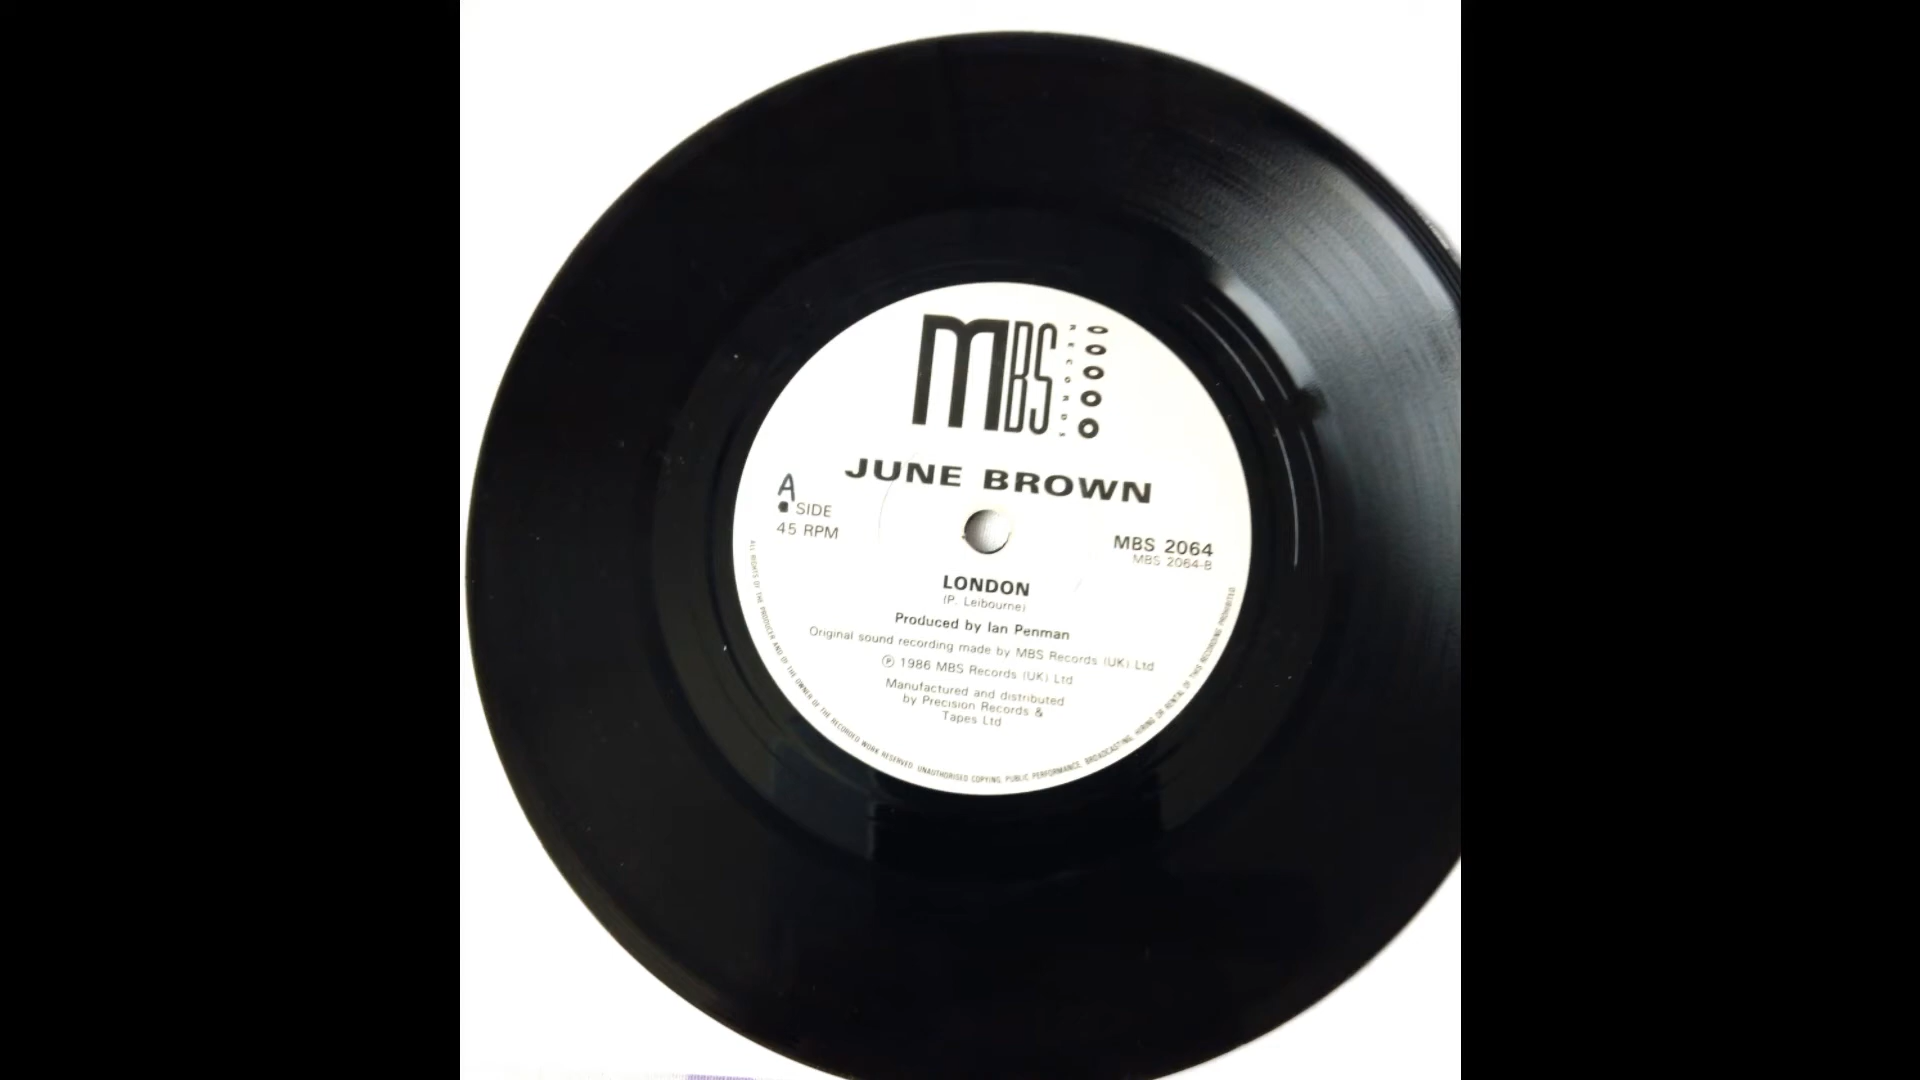 MBS RECORDS
JUNE BROWN
A
SIDE
45 RPM
MBS 2064
MBS 2064-B
LONDON
(P. Leibourne)
Produced by Ian Penman
Original sound recording made by MBS Records (UK) Ltd
Ⓟ 1986 MBS Records (UK) Ltd
Manufactured and distributed
by Precision Records &
Tapes Ltd
ALL RIGHTS OF THE PRODUCER AND OF THE OWNER OF THE RECORDED WORK RESERVED. UNAUTHORISED COPYING, PUBLIC PERFORMANCE, BROADCASTING, HIRING OR RENTAL OF THIS RECORDING PROHIBITED